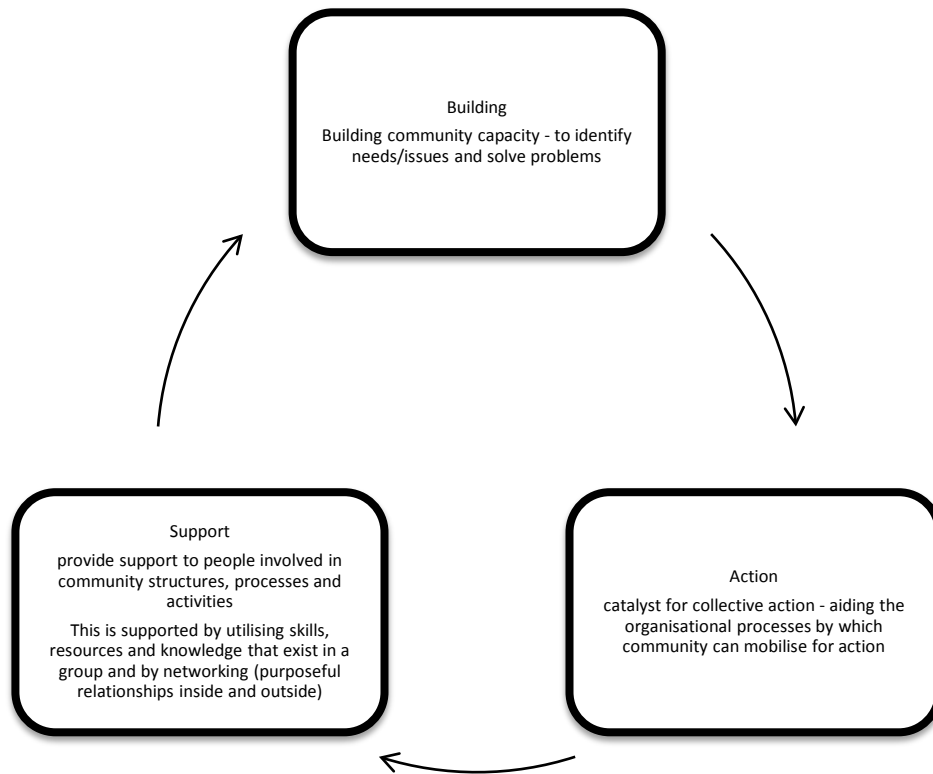 Building
Building community capacity - to identify
needs/issues and solve problems
Support
provide support to people involved in
community structures, processes and
activities
This is supported by utilising skills,
resources and knowledge that exist in a
group and by networking (purposeful
relationships inside and outside)
Action
catalyst for collective action - aiding the
organisational processes by which
community can mobilise for action